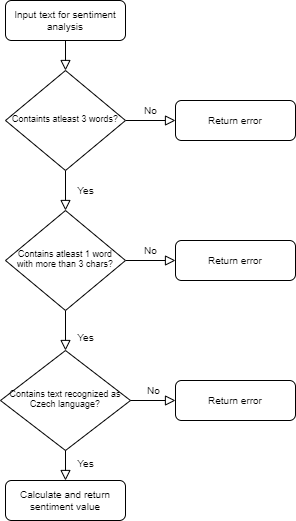 Input text for sentiment
analysis
No
Containts atleast 3 words?
Return error
Yes
No
Contains atleast 1 word
with more than 3 chars?
Return error
Yes
No
Contains text recognized as
Czech language?
Return error
Yes
Calculate and return
sentiment value